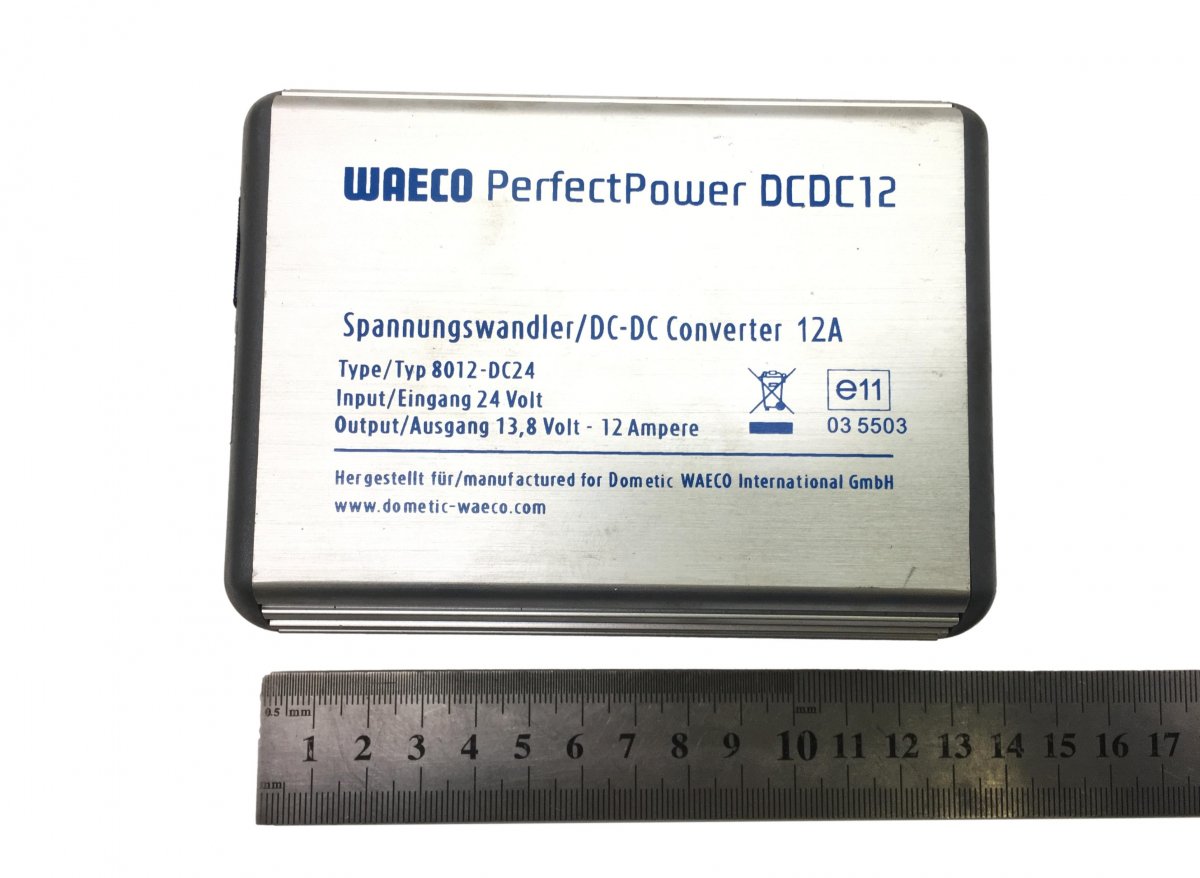 WAECO PerfectPower DCDC12
Spannungswandler/DC-DC Converter 12A
Type/Typ 8012-DC24
Input/Eingang 24 Volt
Output/Ausgang 13,8 Volt - 12 Ampere
e11
03 5503
Hergestellt für/manufactured for Dometic WAECO International GmbH
www.dometic-waeco.com
0.5 mm mm
1 2 3 4 5 6 7 8 9 10 11 12 13 14 15 16 17
mm